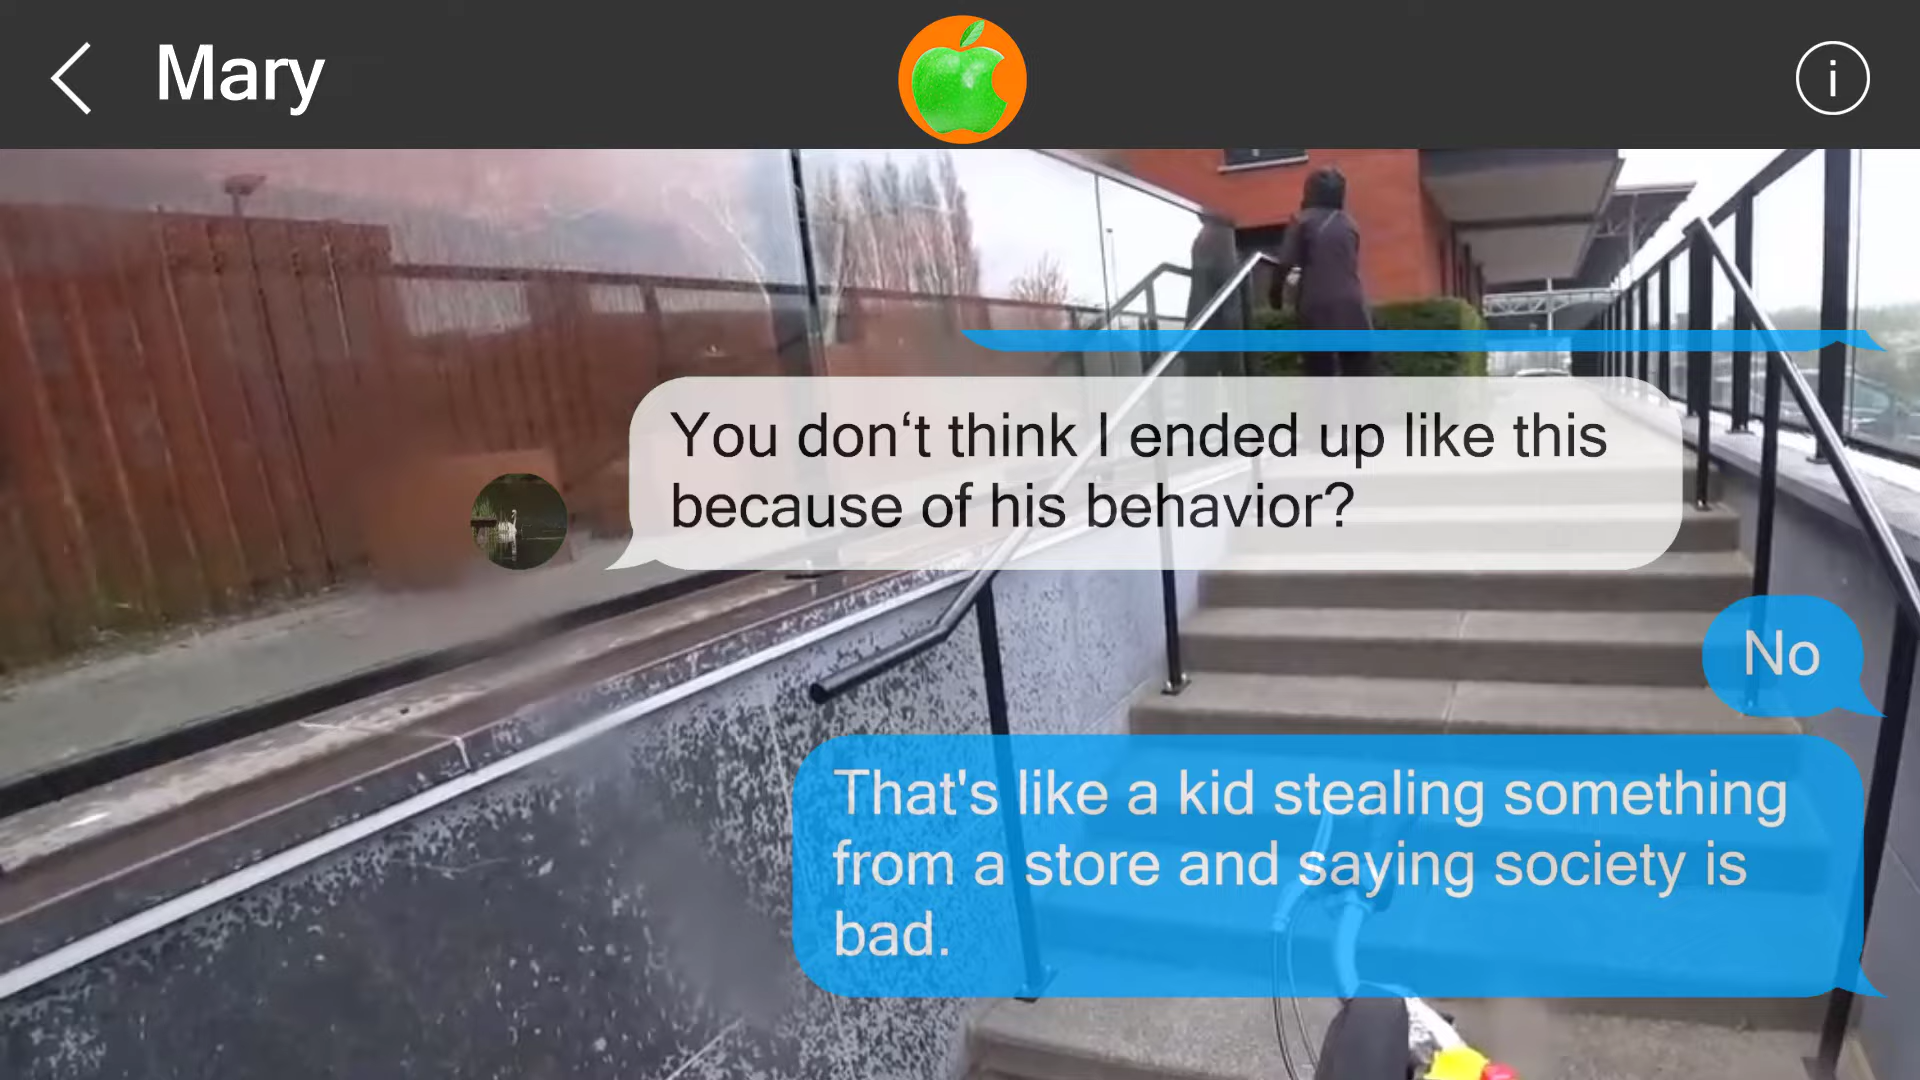 Mary
i
You don‘t think I ended up like this
because of his behavior?
No
That's like a kid stealing something
from a store and saying society is
bad.